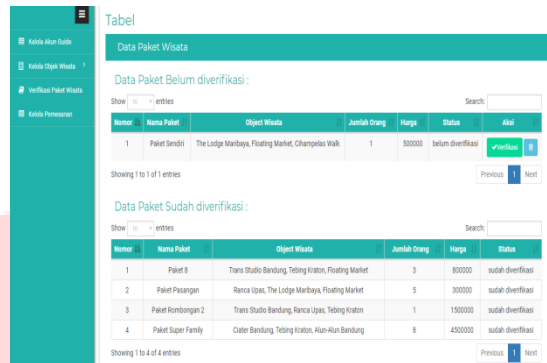 Tabel
Kelola Akun Guide
Kelola Objek Wisata
Verifikasi Paket Wisata
Kelola Pemesanan
Data Paket Wisata
Data Paket Belum diverifikasi :
Show 10 entries Search:
Nomor Nama Paket Object Wisata Jumlah Orang Harga Status Aksi
1 Paket Sendiri The Lodge Maribaya, Floating Market, Cihampelas Walk 1 500000 belum diverifikasi Verifikasi
Showing 1 to 1 of 1 entries Previous 1 Next
Data Paket Sudah diverifikasi :
Show 10 entries Search:
Nomor Nama Paket Object Wisata Jumlah Orang Harga Status
1 Paket 8 Trans Studio Bandung, Tebing Kraton, Floating Market 3 800000 sudah diverifikasi
2 Paket Pasangan Ranca Upas, The Lodge Maribaya, Floating Market 5 300000 sudah diverifikasi
3 Paket Rombongan 2 Trans Studio Bandung, Ranca Upas, Tebing Kraton 1 1500000 sudah diverifikasi
4 Paket Super Family Ciater Bandung, Tebing Kraton, Alun-Alun Bandung 8 4500000 sudah diverifikasi
Showing 1 to 4 of 4 entries Previous 1 Next